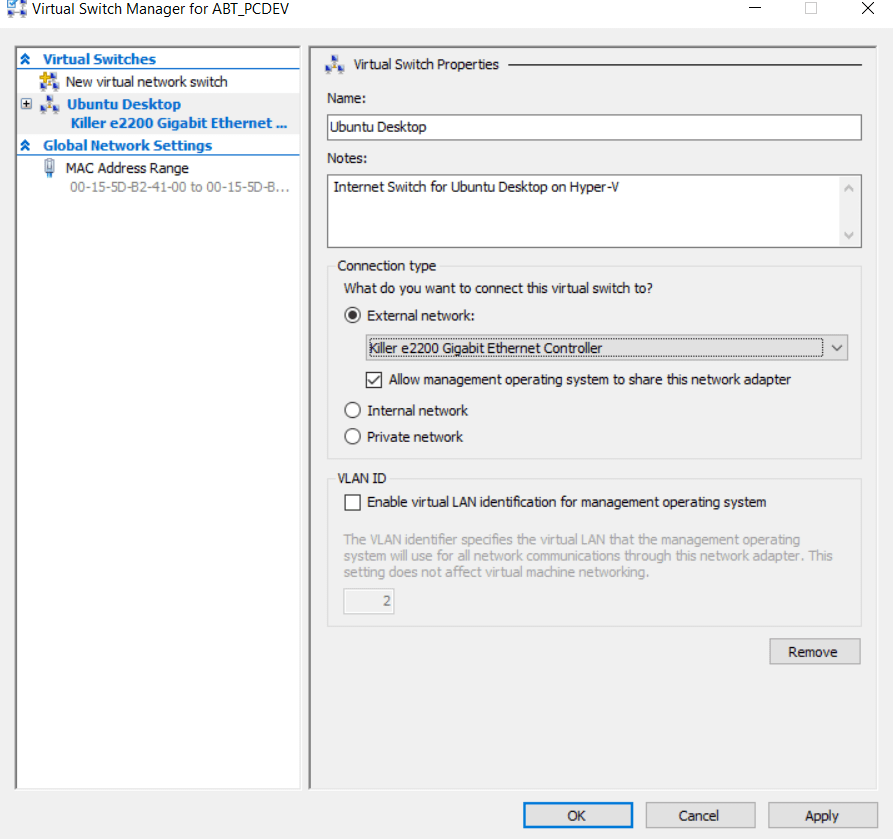 Virtual Switch Manager for ABT_PCDEV
Virtual Switches
New virtual network switch
Ubuntu Desktop
Killer e2200 Gigabit Ethernet ...
Global Network Settings
MAC Address Range
00-15-5D-B2-41-00 to 00-15-5D-B...
Virtual Switch Properties
Name:
Ubuntu Desktop
Notes:
Internet Switch for Ubuntu Desktop on Hyper-V
Connection type
What do you want to connect this virtual switch to?
External network:
Killer e2200 Gigabit Ethernet Controller
Allow management operating system to share this network adapter
Internal network
Private network
VLAN ID
Enable virtual LAN identification for management operating system
The VLAN identifier specifies the virtual LAN that the management operating
system will use for all network communications through this network adapter. This
setting does not affect virtual machine networking.
2
Remove
OK
Cancel
Apply